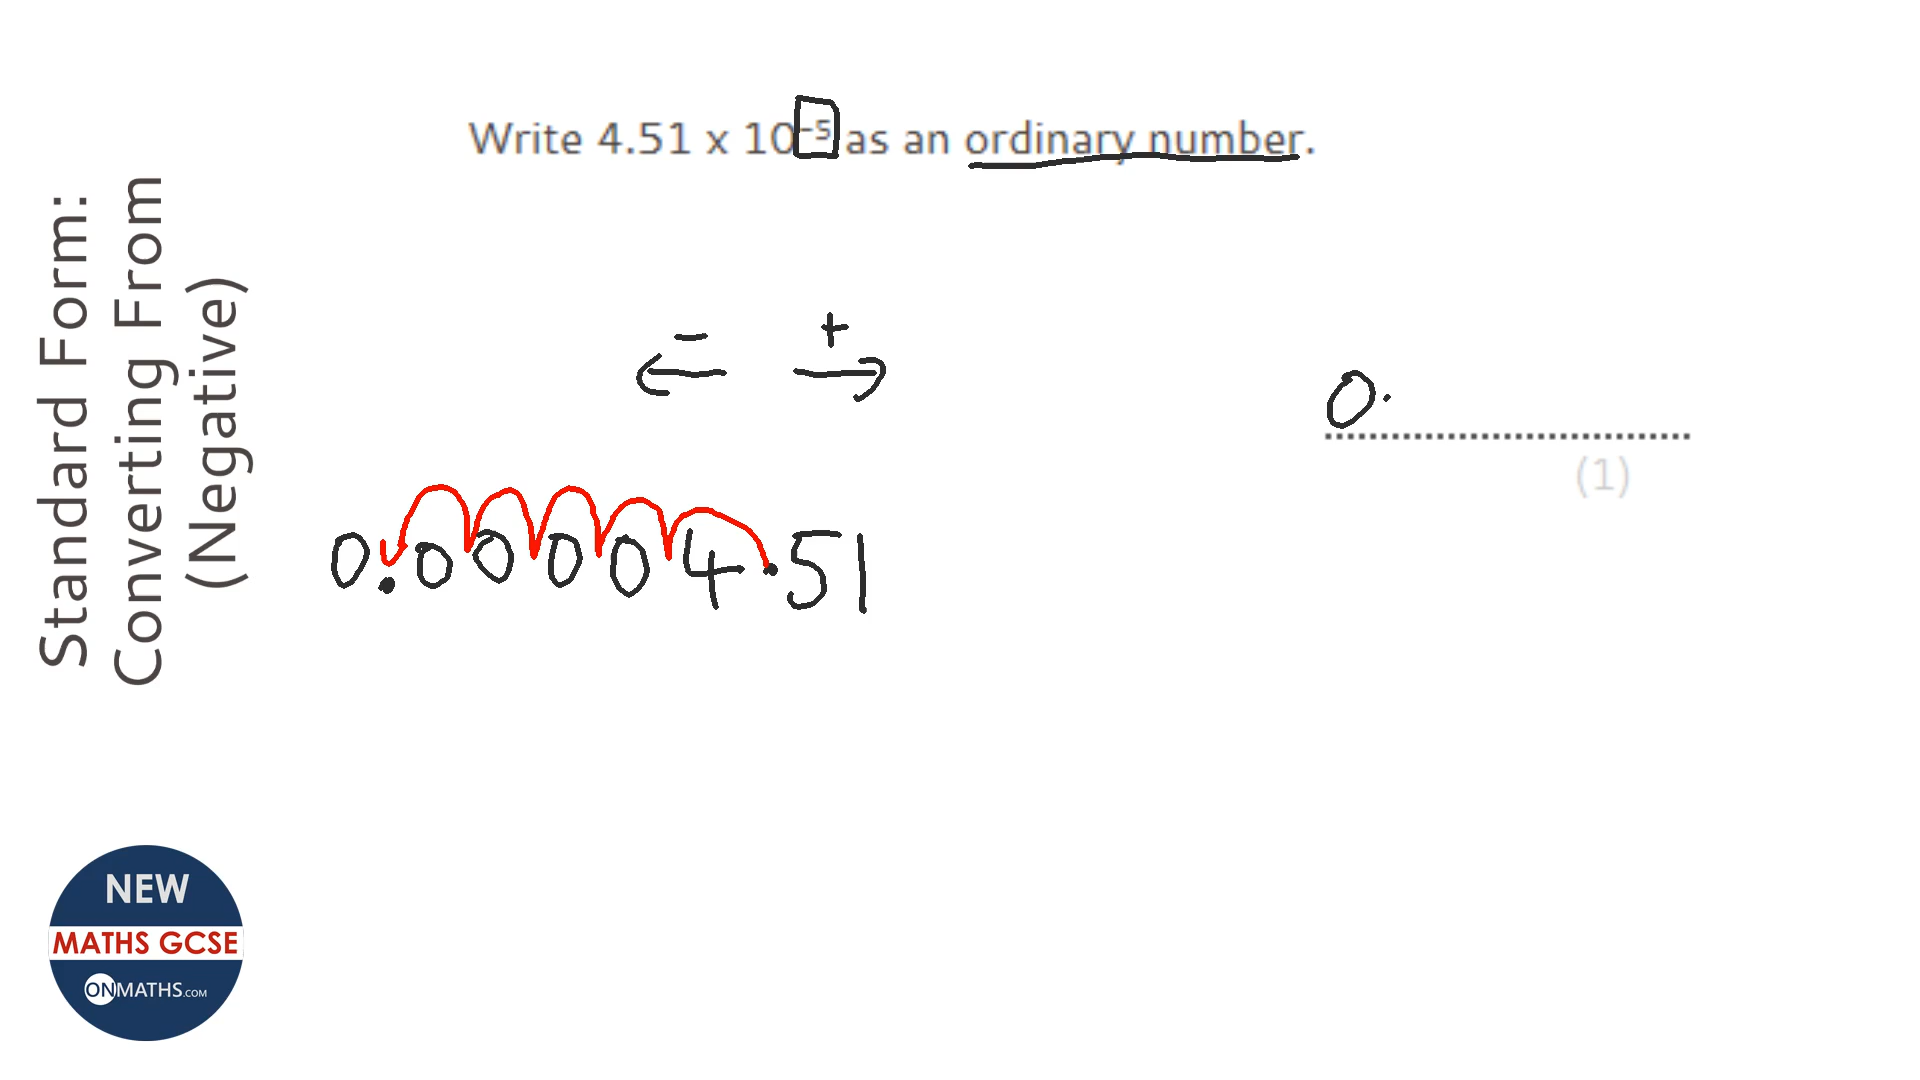 Standard Form:
Converting From
(Negative)
Write 4.51 x 10⁻⁵ as an ordinary number.
- +
0.
(1)
0.00004.51
NEW
MATHS GCSE
ONMATHS.COM